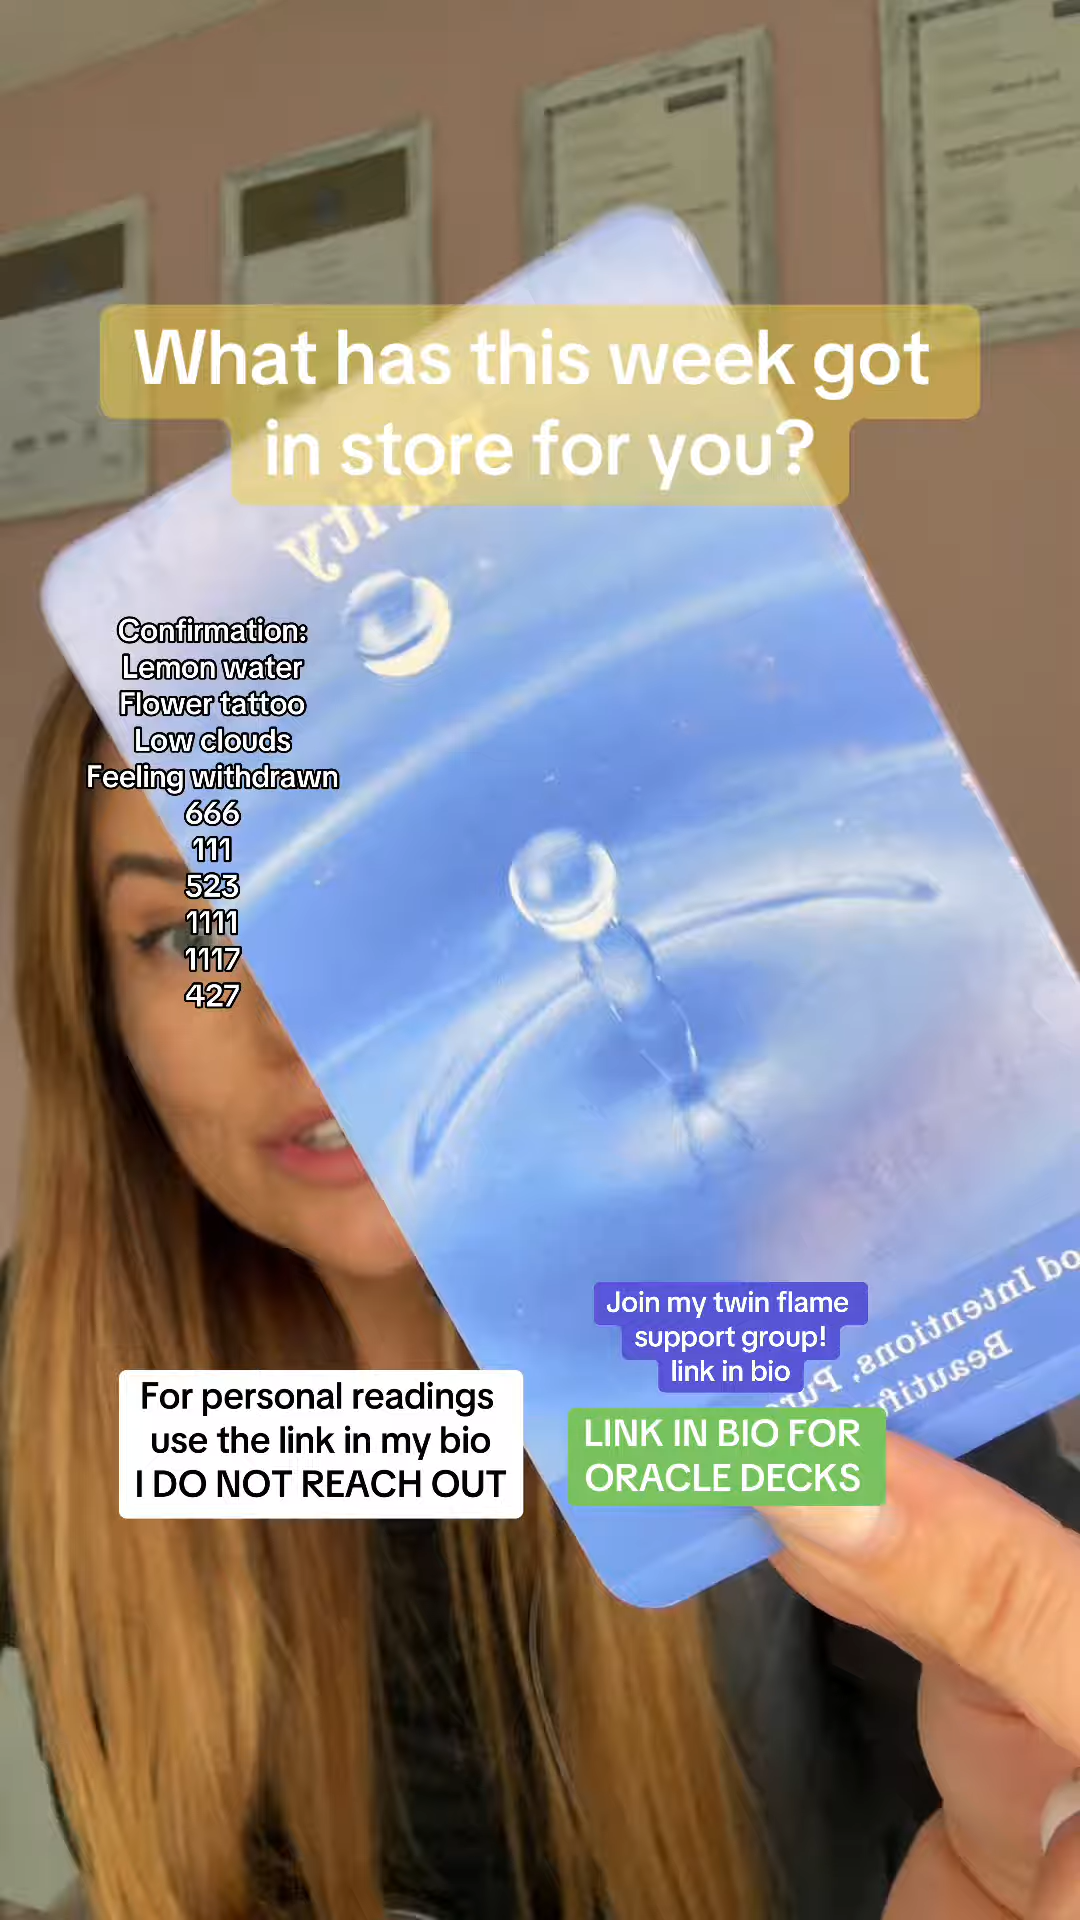 What has this week got
in store for you?
Purity
Confirmation:
Lemon water
Flower tattoo
Low clouds
Feeling withdrawn
666
111
523
1111
1117
427
Join my twin flame
support group!
link in bio
For personal readings
use the link in my bio
I DO NOT REACH OUT
LINK IN BIO FOR
ORACLE DECKS
Intentions,